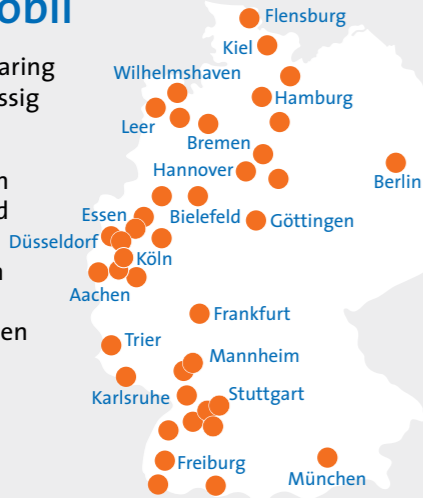 obil
aring
ssig
n
d
n
en
Flensburg
Kiel
Wilhelmshaven
Hamburg
Leer
Bremen
Hannover
Berlin
Essen
Bielefeld
Göttingen
Düsseldorf
Köln
Aachen
Frankfurt
Trier
Mannheim
Karlsruhe
Stuttgart
Freiburg
München